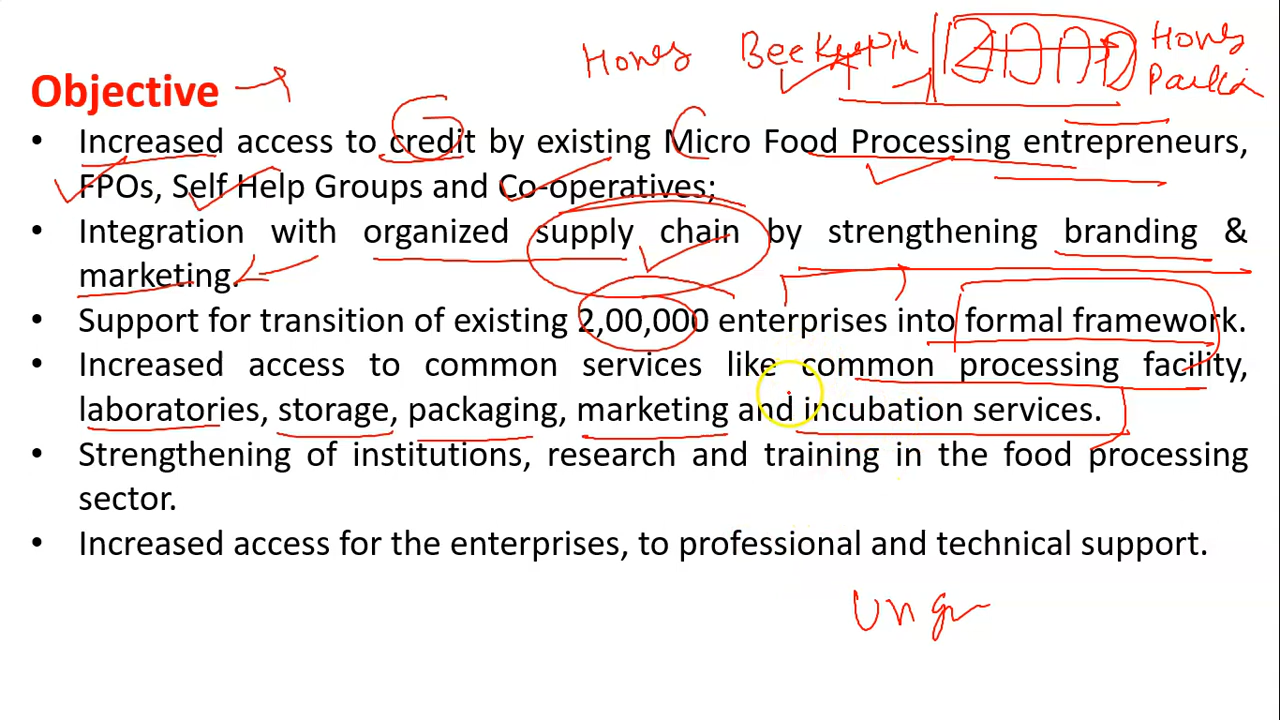 Honey BeeKeepin Honey
Objective
• Increased access to credit by existing Micro Food Processing entrepreneurs,
FPOs, Self Help Groups and Co-operatives;
• Integration with organized supply chain by strengthening branding &
marketing.
• Support for transition of existing 2,00,000 enterprises into formal framework.
• Increased access to common services like common processing facility,
laboratories, storage, packaging, marketing and incubation services.
• Strengthening of institutions, research and training in the food processing
sector.
• Increased access for the enterprises, to professional and technical support.